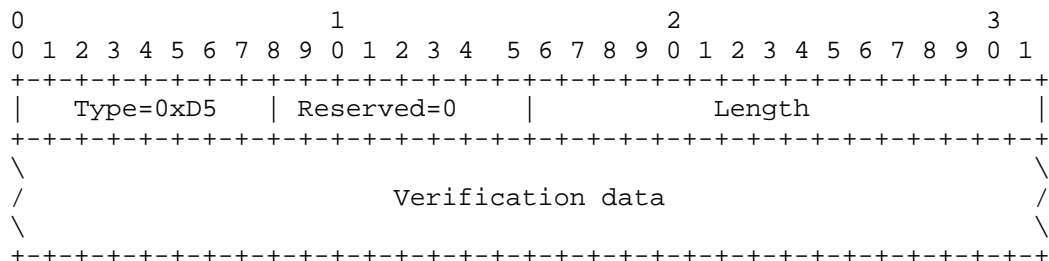 0                   1                    2                   3
0 1 2 3 4 5 6 7 8 9 0 1 2 3 4  5 6 7 8 9 0 1 2 3 4 5 6 7 8 9 0 1
+-+-+-+-+-+-+-+-+-+-+-+-+-+-+-+-+-+-+-+-+-+-+-+-+-+-+-+-+-+-+-+-+
|   Type=0xD5   | Reserved=0    |           Length              |
+-+-+-+-+-+-+-+-+-+-+-+-+-+-+-+-+-+-+-+-+-+-+-+-+-+-+-+-+-+-+-+-+
\                                                               \
/                       Verification data                       /
\                                                               \
+-+-+-+-+-+-+-+-+-+-+-+-+-+-+-+-+-+-+-+-+-+-+-+-+-+-+-+-+-+-+-+-+